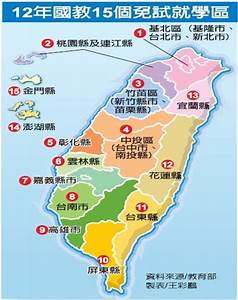 12年國教15個免試就學區
1 基北區(基隆市、
台北市、新北市)
2 桃園縣及連江縣
3 竹苗區
(新竹縣市、
苗栗縣)
13 宜蘭縣
15 金門縣
14 澎湖縣
4 中投區
(台中市、
南投縣)
5 彰化縣
6 雲林縣
12
花蓮縣
7 嘉義縣市
8
台南市
11
台東縣
9 高雄市
10
屏東縣
資料來源/教育部
製表/王彩鸝